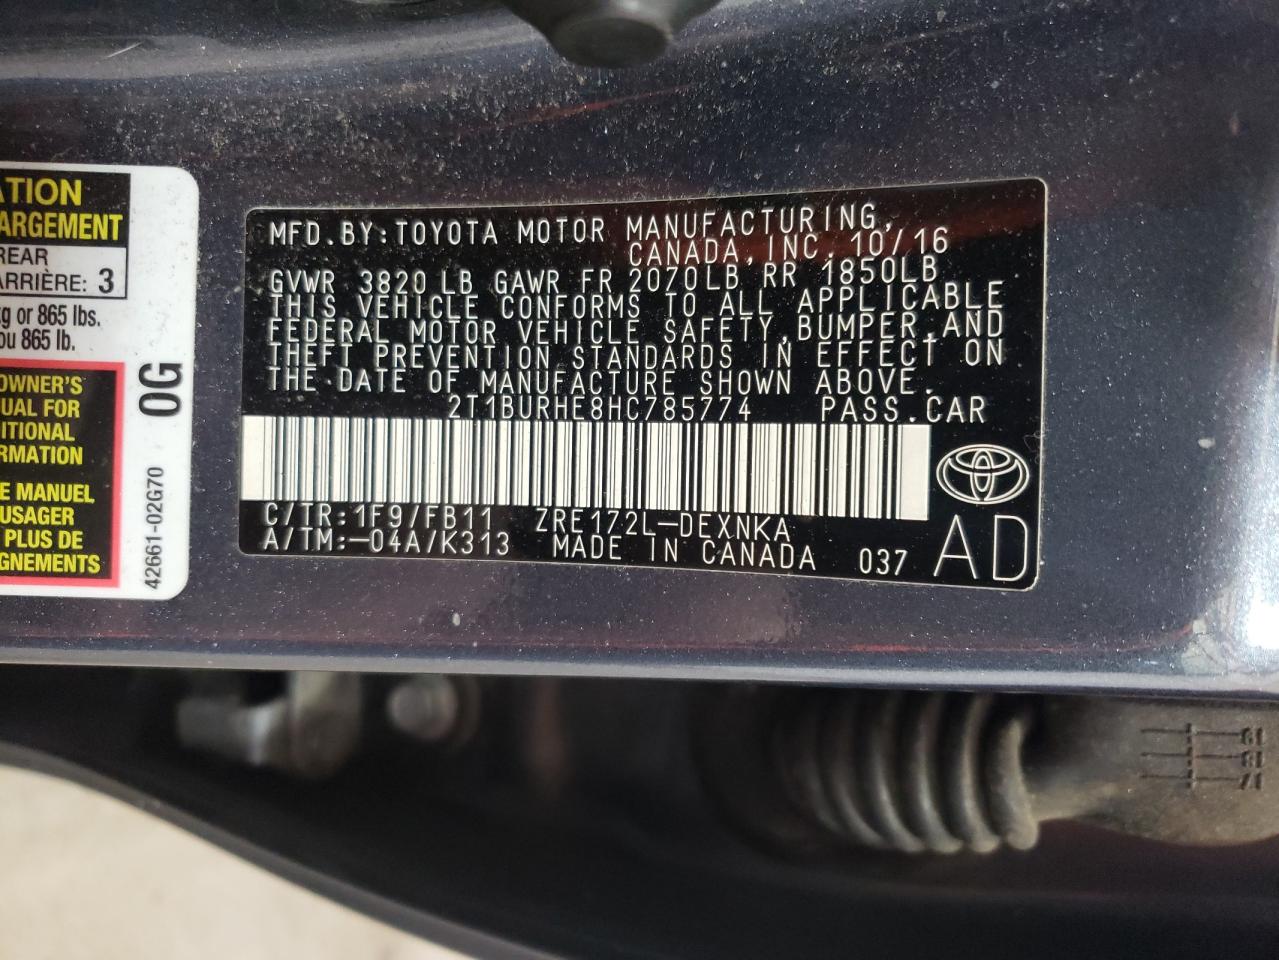 ATION
ARGEMENT
REAR
ARRIÈRE: 3
kg or 865 lbs.
ou 865 lb.
OWNER'S
UAL FOR
ITIONAL
RMATION
E MANUEL
USAGER
PLUS DE
GNEMENTS
0G
42661-02G70
MFD.BY:TOYOTA MOTOR MANUFACTURING,
CANADA,INC.10/16
GVWR 3820 LB GAWR FR 2070LB RR 1850LB
THIS VEHICLE CONFORMS TO ALL APPLICABLE
FEDERAL MOTOR VEHICLE SAFETY,BUMPER,AND
THEFT PREVENTION STANDARDS IN EFFECT ON
THE DATE OF MANUFACTURE SHOWN ABOVE.
2T1BURHE8HC785774 PASS.CAR
C/TR:1F9/FB11 ZRE172L-DEXNKA
A/TM:-04A/K313 MADE IN CANADA 037
AD
19
18
17